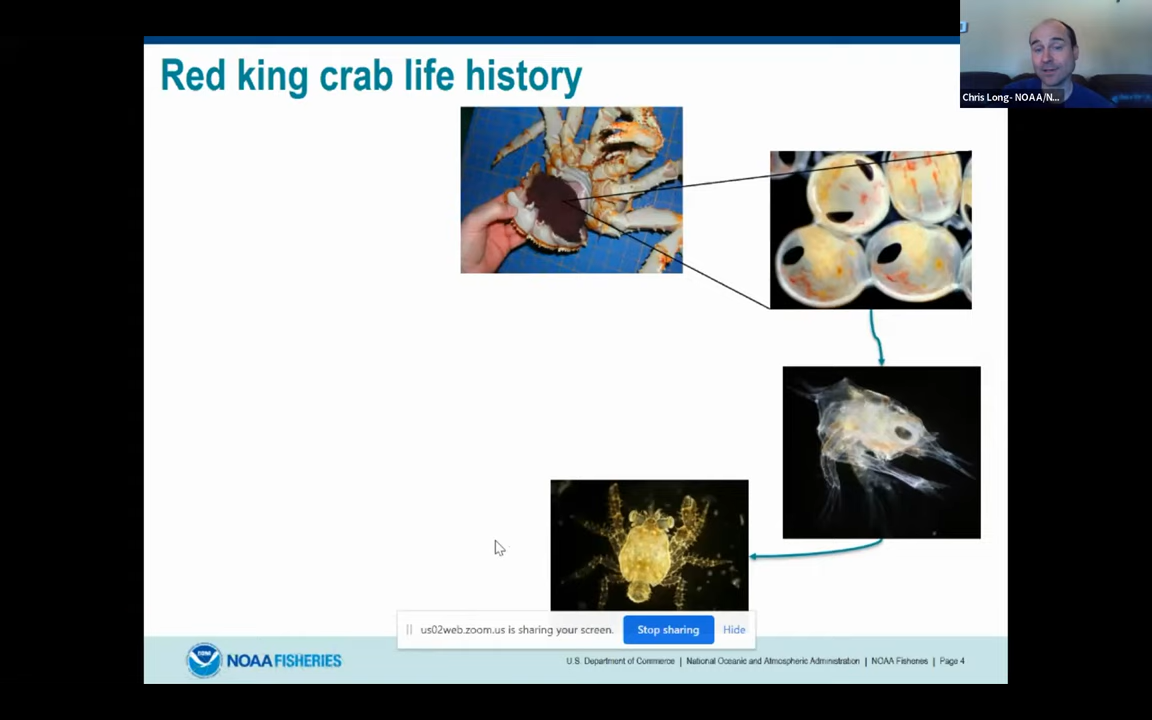 Red king crab life history
Chris Long- NOAA/N...
us02web.zoom.us is sharing your screen.
Stop sharing
Hide
NOAA FISHERIES
U.S. Department of Commerce | National Oceanic and Atmospheric Administration | NOAA Fisheries | Page 4